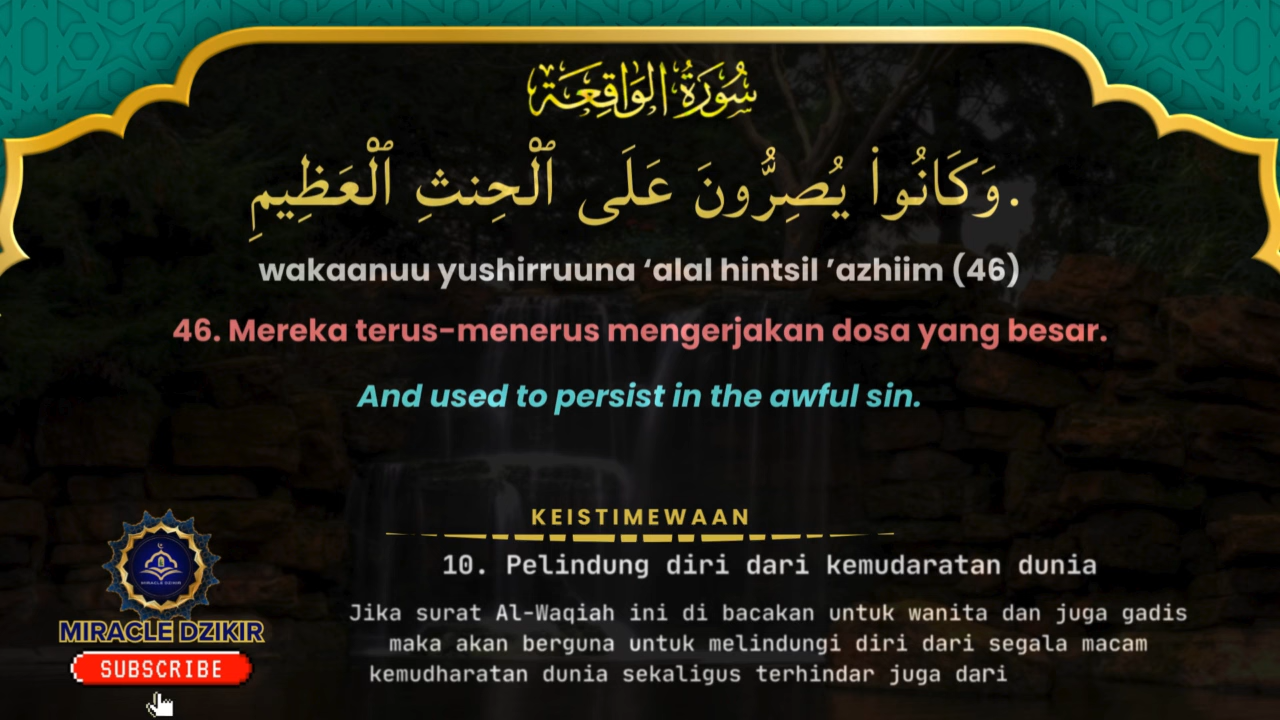 سُورَةُ الوَاقِعَة
وَكَانُوا۟ يُصِرُّونَ عَلَى ٱلْحِنثِ ٱلْعَظِيمِ.
wakaanuu yushirruuna ‘alal hintsil ’azhiim (46)
46. Mereka terus-menerus mengerjakan dosa yang besar.
And used to persist in the awful sin.
KEISTIMEWAAN
10. Pelindung diri dari kemudaratan dunia
Jika surat Al-Waqiah ini di bacakan untuk wanita dan juga gadis
maka akan berguna untuk melindungi diri dari segala macam
kemudharatan dunia sekaligus terhindar juga dari
MIRACLE DZIKIR
MIRACLE DZIKIR
SUBSCRIBE